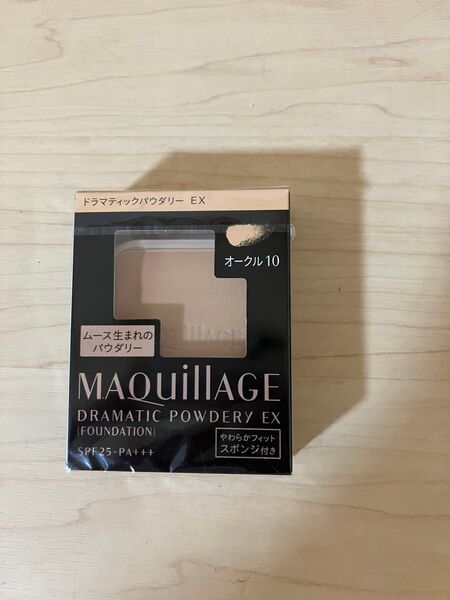 ドラマティックパウダリー EX
オークル 10
ムース生まれの
パウダリー
MAQuillAGE
DRAMATIC POWDERY EX
(FOUNDATION)
SPF25・PA+++
やわらかフィット
スポンジ付き